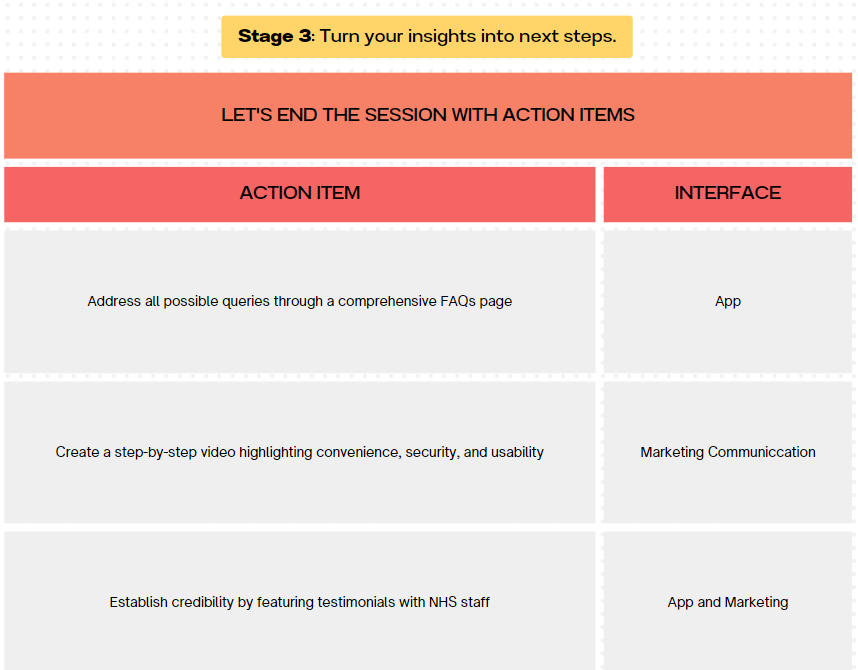 Stage 3: Turn your insights into next steps.
LET'S END THE SESSION WITH ACTION ITEMS
ACTION ITEM
INTERFACE
Address all possible queries through a comprehensive FAQs page
App
Create a step-by-step video highlighting convenience, security, and usability
Marketing Communiccation
Establish credibility by featuring testimonials with NHS staff
App and Marketing